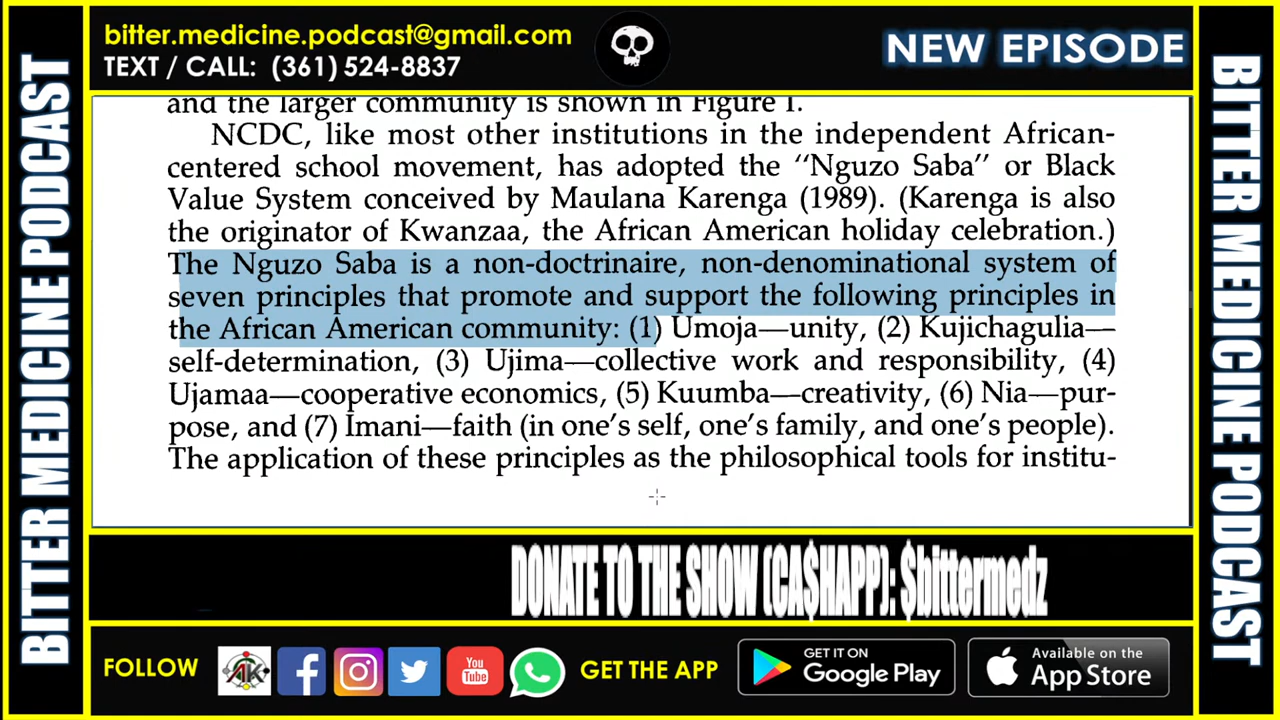 BITTER MEDICINE PODCAST
bitter.medicine.podcast@gmail.com
TEXT / CALL: (361) 524-8837
NEW EPISODE
and the larger community is shown in Figure 1.
NCDC, like most other institutions in the independent African-
centered school movement, has adopted the "Nguzo Saba" or Black
Value System conceived by Maulana Karenga (1989). (Karenga is also
the originator of Kwanzaa, the African American holiday celebration.)
The Nguzo Saba is a non-doctrinaire, non-denominational system of
seven principles that promote and support the following principles in
the African American community: (1) Umoja—unity, (2) Kujichagulia—
self-determination, (3) Ujima—collective work and responsibility, (4)
Ujamaa—cooperative economics, (5) Kuumba—creativity, (6) Nia—pur-
pose, and (7) Imani—faith (in one's self, one's family, and one's people).
The application of these principles as the philosophical tools for institu-
DONATE TO THE SHOW (CA$HAPP): $bittermedz
FOLLOW
ATK
You
Tube
GET THE APP
GET IT ON
Google Play
Available on the
App Store
BITTER MEDICINE PODCAST